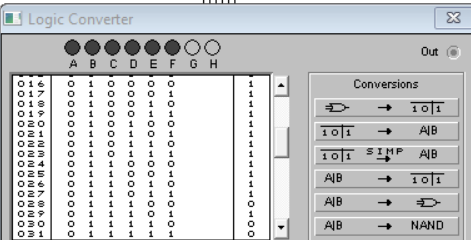 Logic Converter
A B C D E F G H
Out
016 0 1 0 0 0 0 1
017 0 1 0 0 0 1 1
018 0 1 0 0 1 0 1
019 0 1 0 0 1 1 1
020 0 1 0 1 0 0
021 0 1 0 1 0 1 1
022 0 1 0 1 1 0 1
023 0 1 0 1 1 1 1
024 0 1 1 0 0 0 1
025 0 1 1 0 0 1 1
026 0 1 1 0 1 0 1
027 0 1 1 0 1 1
028 0 1 1 1 0 0 0
029 0 1 1 1 0 1
030 0 1 1 1 1 0
031 0 1 1 1 1 1 0
Conversions
→ 1 0 1
1 0 1 → A|B
1 0 1 SIMP → A|B
A|B → 1 0 1
A|B →
A|B → NAND